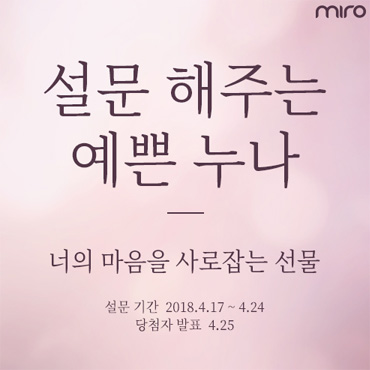 miro
설문 해주는
예쁜 누나
너의 마음을 사로잡는 선물
설문 기간 2018.4.17 ~ 4.24
당첨자 발표 4.25